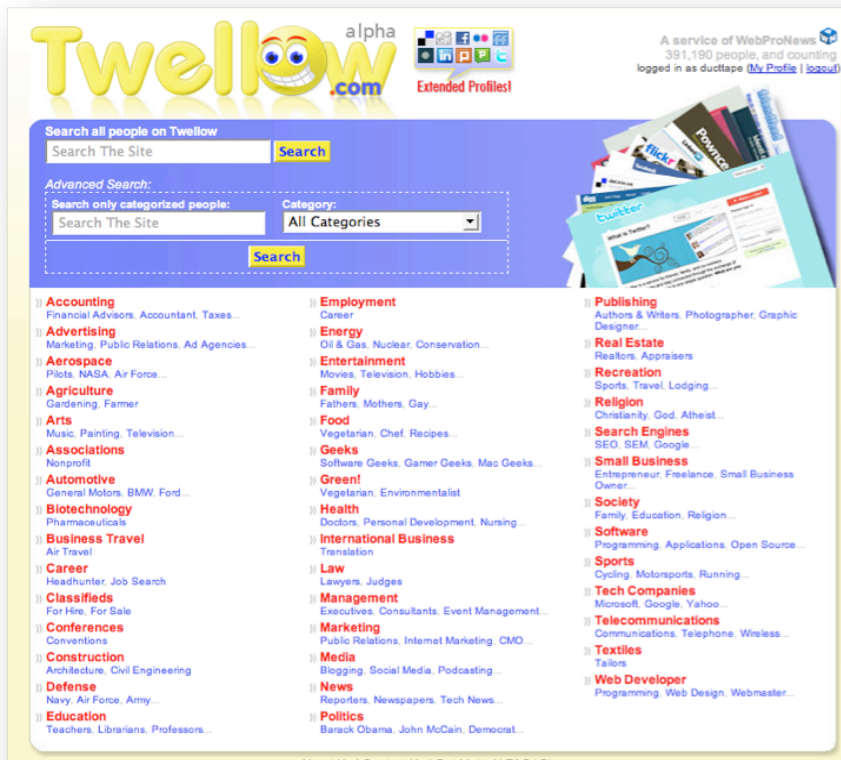 Twellow
alpha
.com
Extended Profiles!
A service of WebProNews
391,190 people, and counting
logged in as ducttape (My Profile | logout)
Search all people on Twellow
Search The Site
Search
Advanced Search:
Search only categorized people:
Category:
Search The Site
All Categories
Search
flickr
Pownce
twitter
What is Twitter?
» Accounting
Financial Advisors, Accountant, Taxes...
» Advertising
Marketing, Public Relations, Ad Agencies...
» Aerospace
Pilots, NASA, Air Force...
» Agriculture
Gardening, Farmer
» Arts
Music, Painting, Television...
» Associations
Nonprofit
» Automotive
General Motors, BMW, Ford...
» Biotechnology
Pharmaceuticals
» Business Travel
Air Travel
» Career
Headhunter, Job Search
» Classifieds
For Hire, For Sale
» Conferences
Conventions
» Construction
Architecture, Civil Engineering
» Defense
Navy, Air Force, Army...
» Education
Teachers, Librarians, Professors...
» Employment
Career
» Energy
Oil & Gas, Nuclear, Conservation...
» Entertainment
Movies, Television, Hobbies...
» Family
Fathers, Mothers, Gay...
» Food
Vegetarian, Chef, Recipes...
» Geeks
Software Geeks, Gamer Geeks, Mac Geeks...
» Green!
Vegetarian, Environmentalist
» Health
Doctors, Personal Development, Nursing...
» International Business
Translation
» Law
Lawyers, Judges
» Management
Executives, Consultants, Event Management...
» Marketing
Public Relations, Internet Marketing, CMO...
» Media
Blogging, Social Media, Podcasting...
» News
Reporters, Newspapers, Tech News...
» Politics
Barack Obama, John McCain, Democrat...
» Publishing
Authors & Writers, Photographer, Graphic
Designer...
» Real Estate
Realtors, Appraisers
» Recreation
Sports, Travel, Lodging...
» Religion
Christianity, God, Atheist...
» Search Engines
SEO, SEM, Google...
» Small Business
Entrepreneur, Freelance, Small Business
Owner...
» Society
Family, Education, Religion...
» Software
Programming, Applications, Open Source...
» Sports
Cycling, Motorsports, Running...
» Tech Companies
Microsoft, Google, Yahoo...
» Telecommunications
Communications, Telephone, Wireless...
» Textiles
Tailors
» Web Developer
Programming, Web Design, Webmaster...